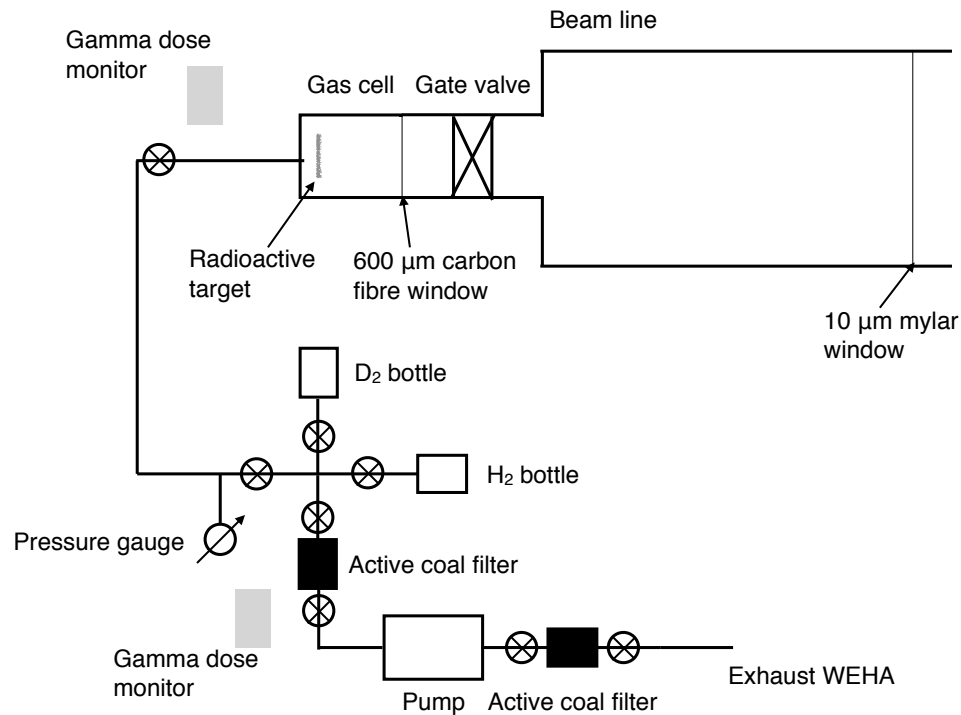 Beam line
Gamma dose
monitor
Gas cell
Gate valve
Radioactive
target
600 µm carbon
fibre window
10 µm mylar
window
D₂ bottle
H₂ bottle
Pressure gauge
Active coal filter
Gamma dose
monitor
Pump
Active coal filter
Exhaust WEHA